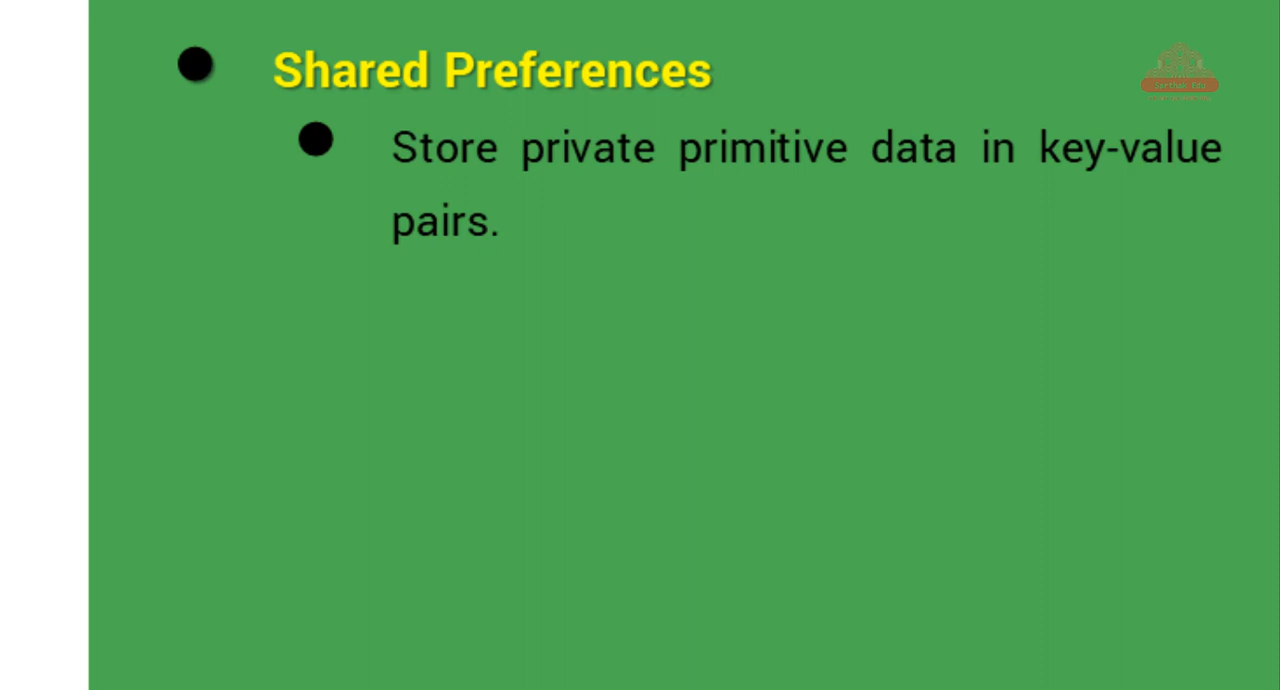 Shared Preferences
Store private primitive data in key-value
pairs.